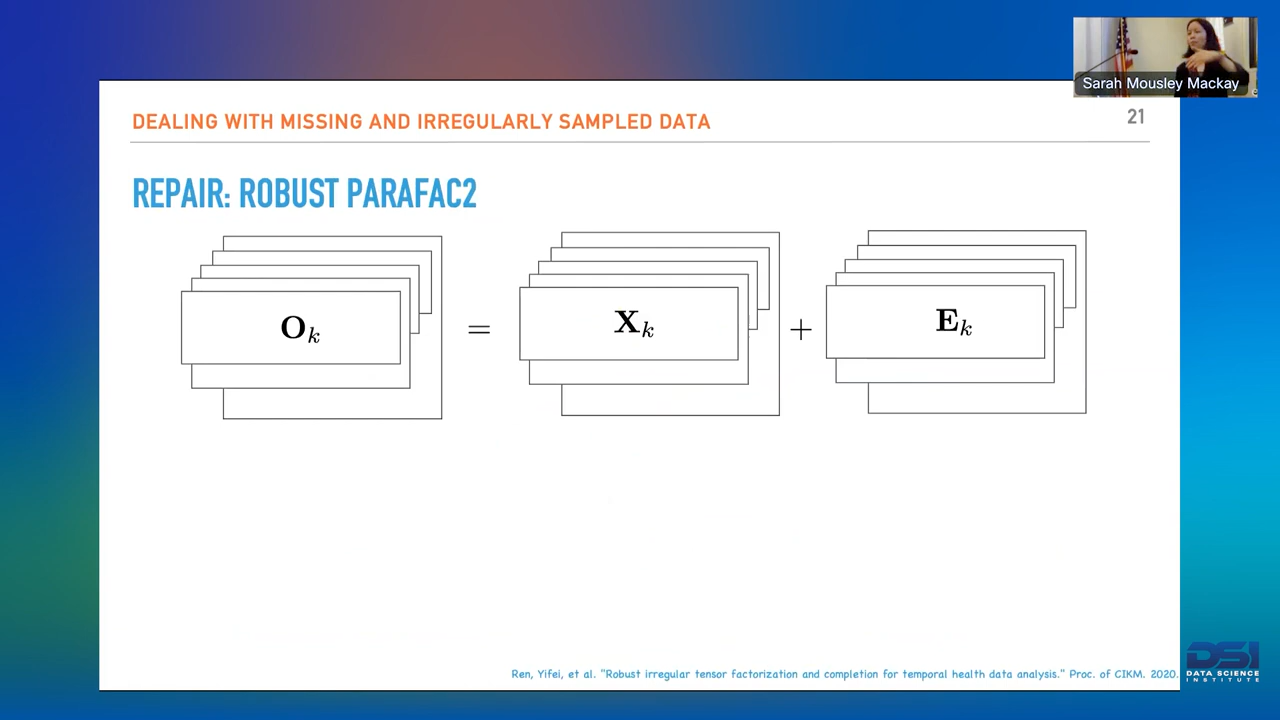 Sarah Mousley Mackay
DEALING WITH MISSING AND IRREGULARLY SAMPLED DATA
21
REPAIR: ROBUST PARAFAC2
O_k = X_k + E_k
Ren, Yifei, et al. "Robust irregular tensor factorization and completion for temporal health data analysis." Proc. of CIKM. 2020.
DSI
DATA SCIENCE
INSTITUTE